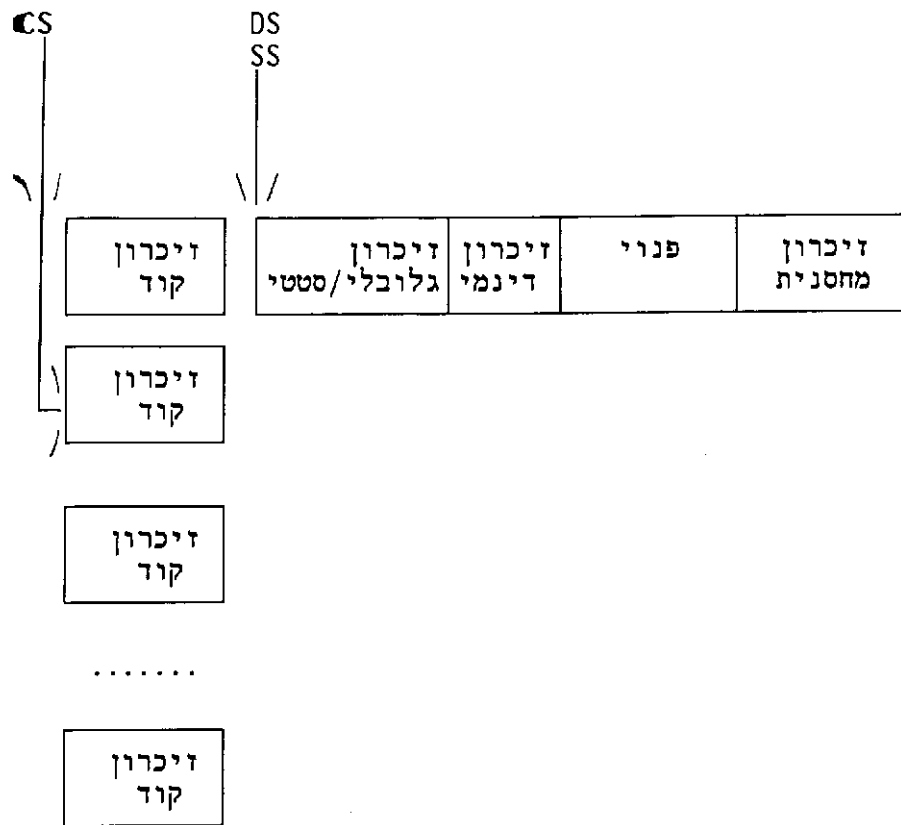 CS
DS
SS
זיכרון
קוד
זיכרון
גלובלי/סטטי
זיכרון
דינמי
פנוי
זיכרון
מחסנית
זיכרון
קוד
זיכרון
קוד
.......
זיכרון
קוד